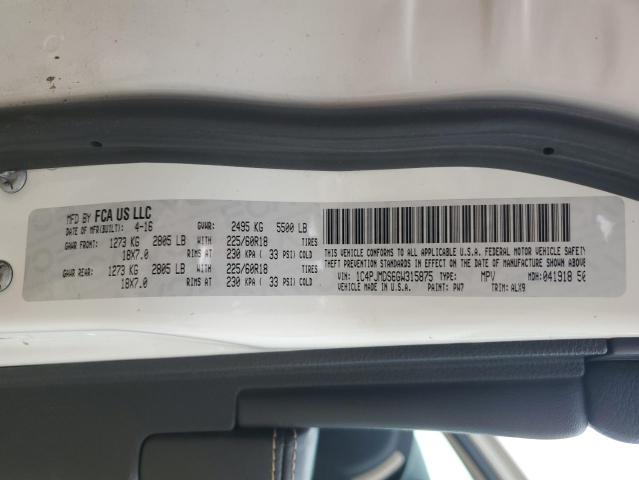 MFD BY FCA US LLC
DATE OF MFR(BUILT): 4-16 GVWR: 2495 KG 5500 LB
GAWR FRONT: 1273 KG 2805 LB WITH 225/60R18 TIRES
18X7.0 RIMS AT 230 KPA ( 33 PSI) COLD
GAWR REAR: 1273 KG 2805 LB WITH 225/60R18 TIRES
18X7.0 RIMS AT 230 KPA ( 33 PSI) COLD
THIS VEHICLE CONFORMS TO ALL APPLICABLE U.S.A. FEDERAL MOTOR VEHICLE SAFETY
THEFT PREVENTION STANDARDS IN EFFECT ON THE DATE OF MANUFACTURE SHOWN ABOVE
VIN: 1C4PJMDS6GW315875 TYPE: MPV MDH:041918 50
VEHICLE MADE IN U.S.A. PAINT: PW7 TRIM: ALX9